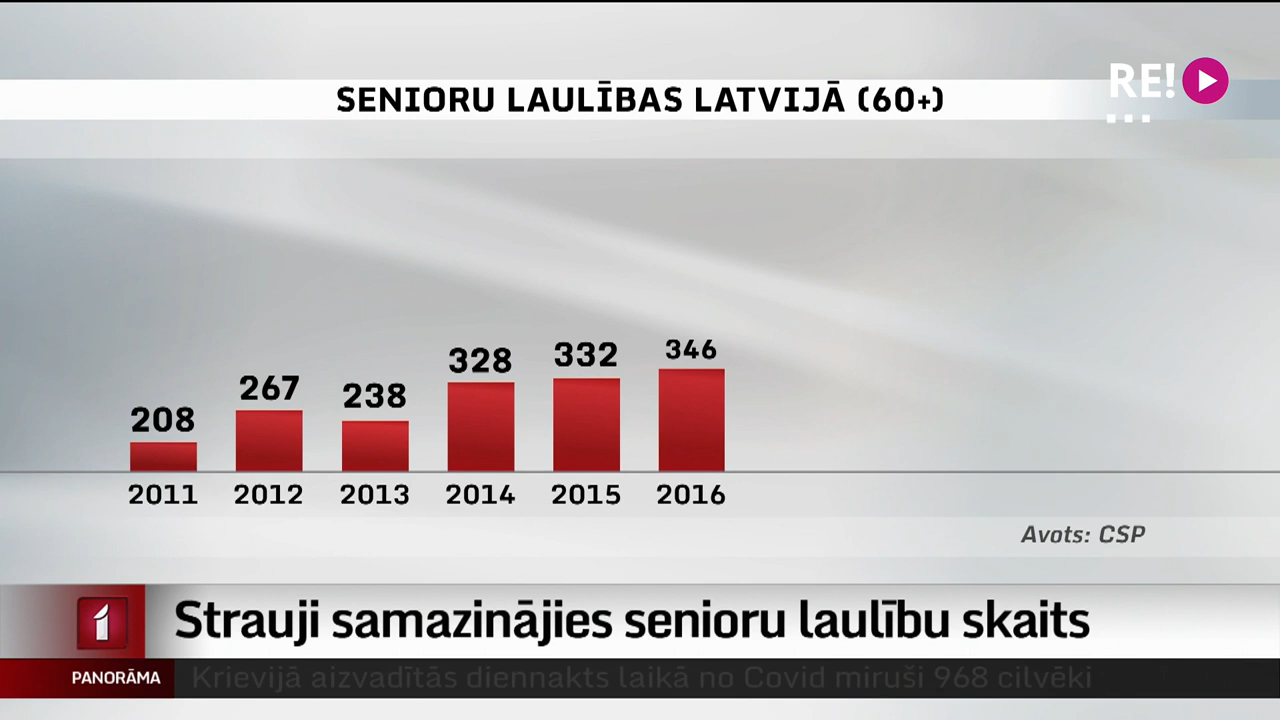 RE!
SENIORU LAULĪBAS LATVIJĀ (60+)
208 267 238 328 332 346
2011 2012 2013 2014 2015 2016
Avots: CSP
1 Strauji samazinājies senioru laulību skaits
PANORĀMA Krievijā aizvadītās diennakts laikā no Covid miruši 968 cilvēki